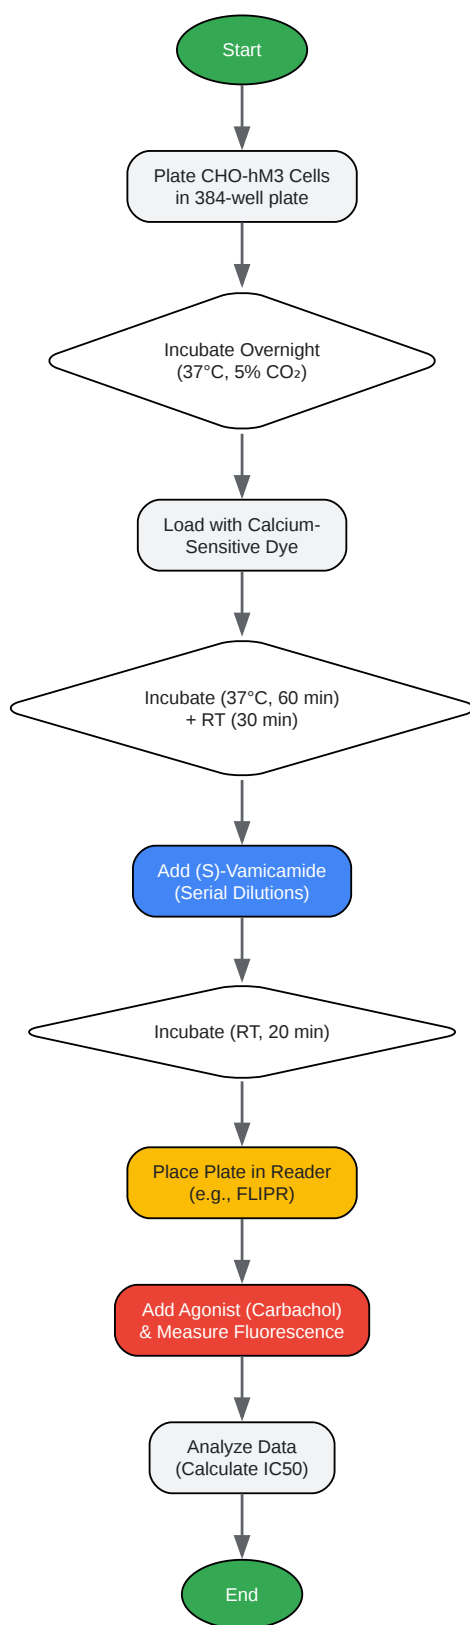 Start
Plate CHO-hM3 Cells
in 384-well plate
Incubate Overnight
(37°C, 5% CO₂)
Load with Calcium-
Sensitive Dye
Incubate (37°C, 60 min)
+ RT (30 min)
Add (S)-Vamicamide
(Serial Dilutions)
Incubate (RT, 20 min)
Place Plate in Reader
(e.g., FLIPR)
Add Agonist (Carbachol)
& Measure Fluorescence
Analyze Data
(Calculate IC50)
End